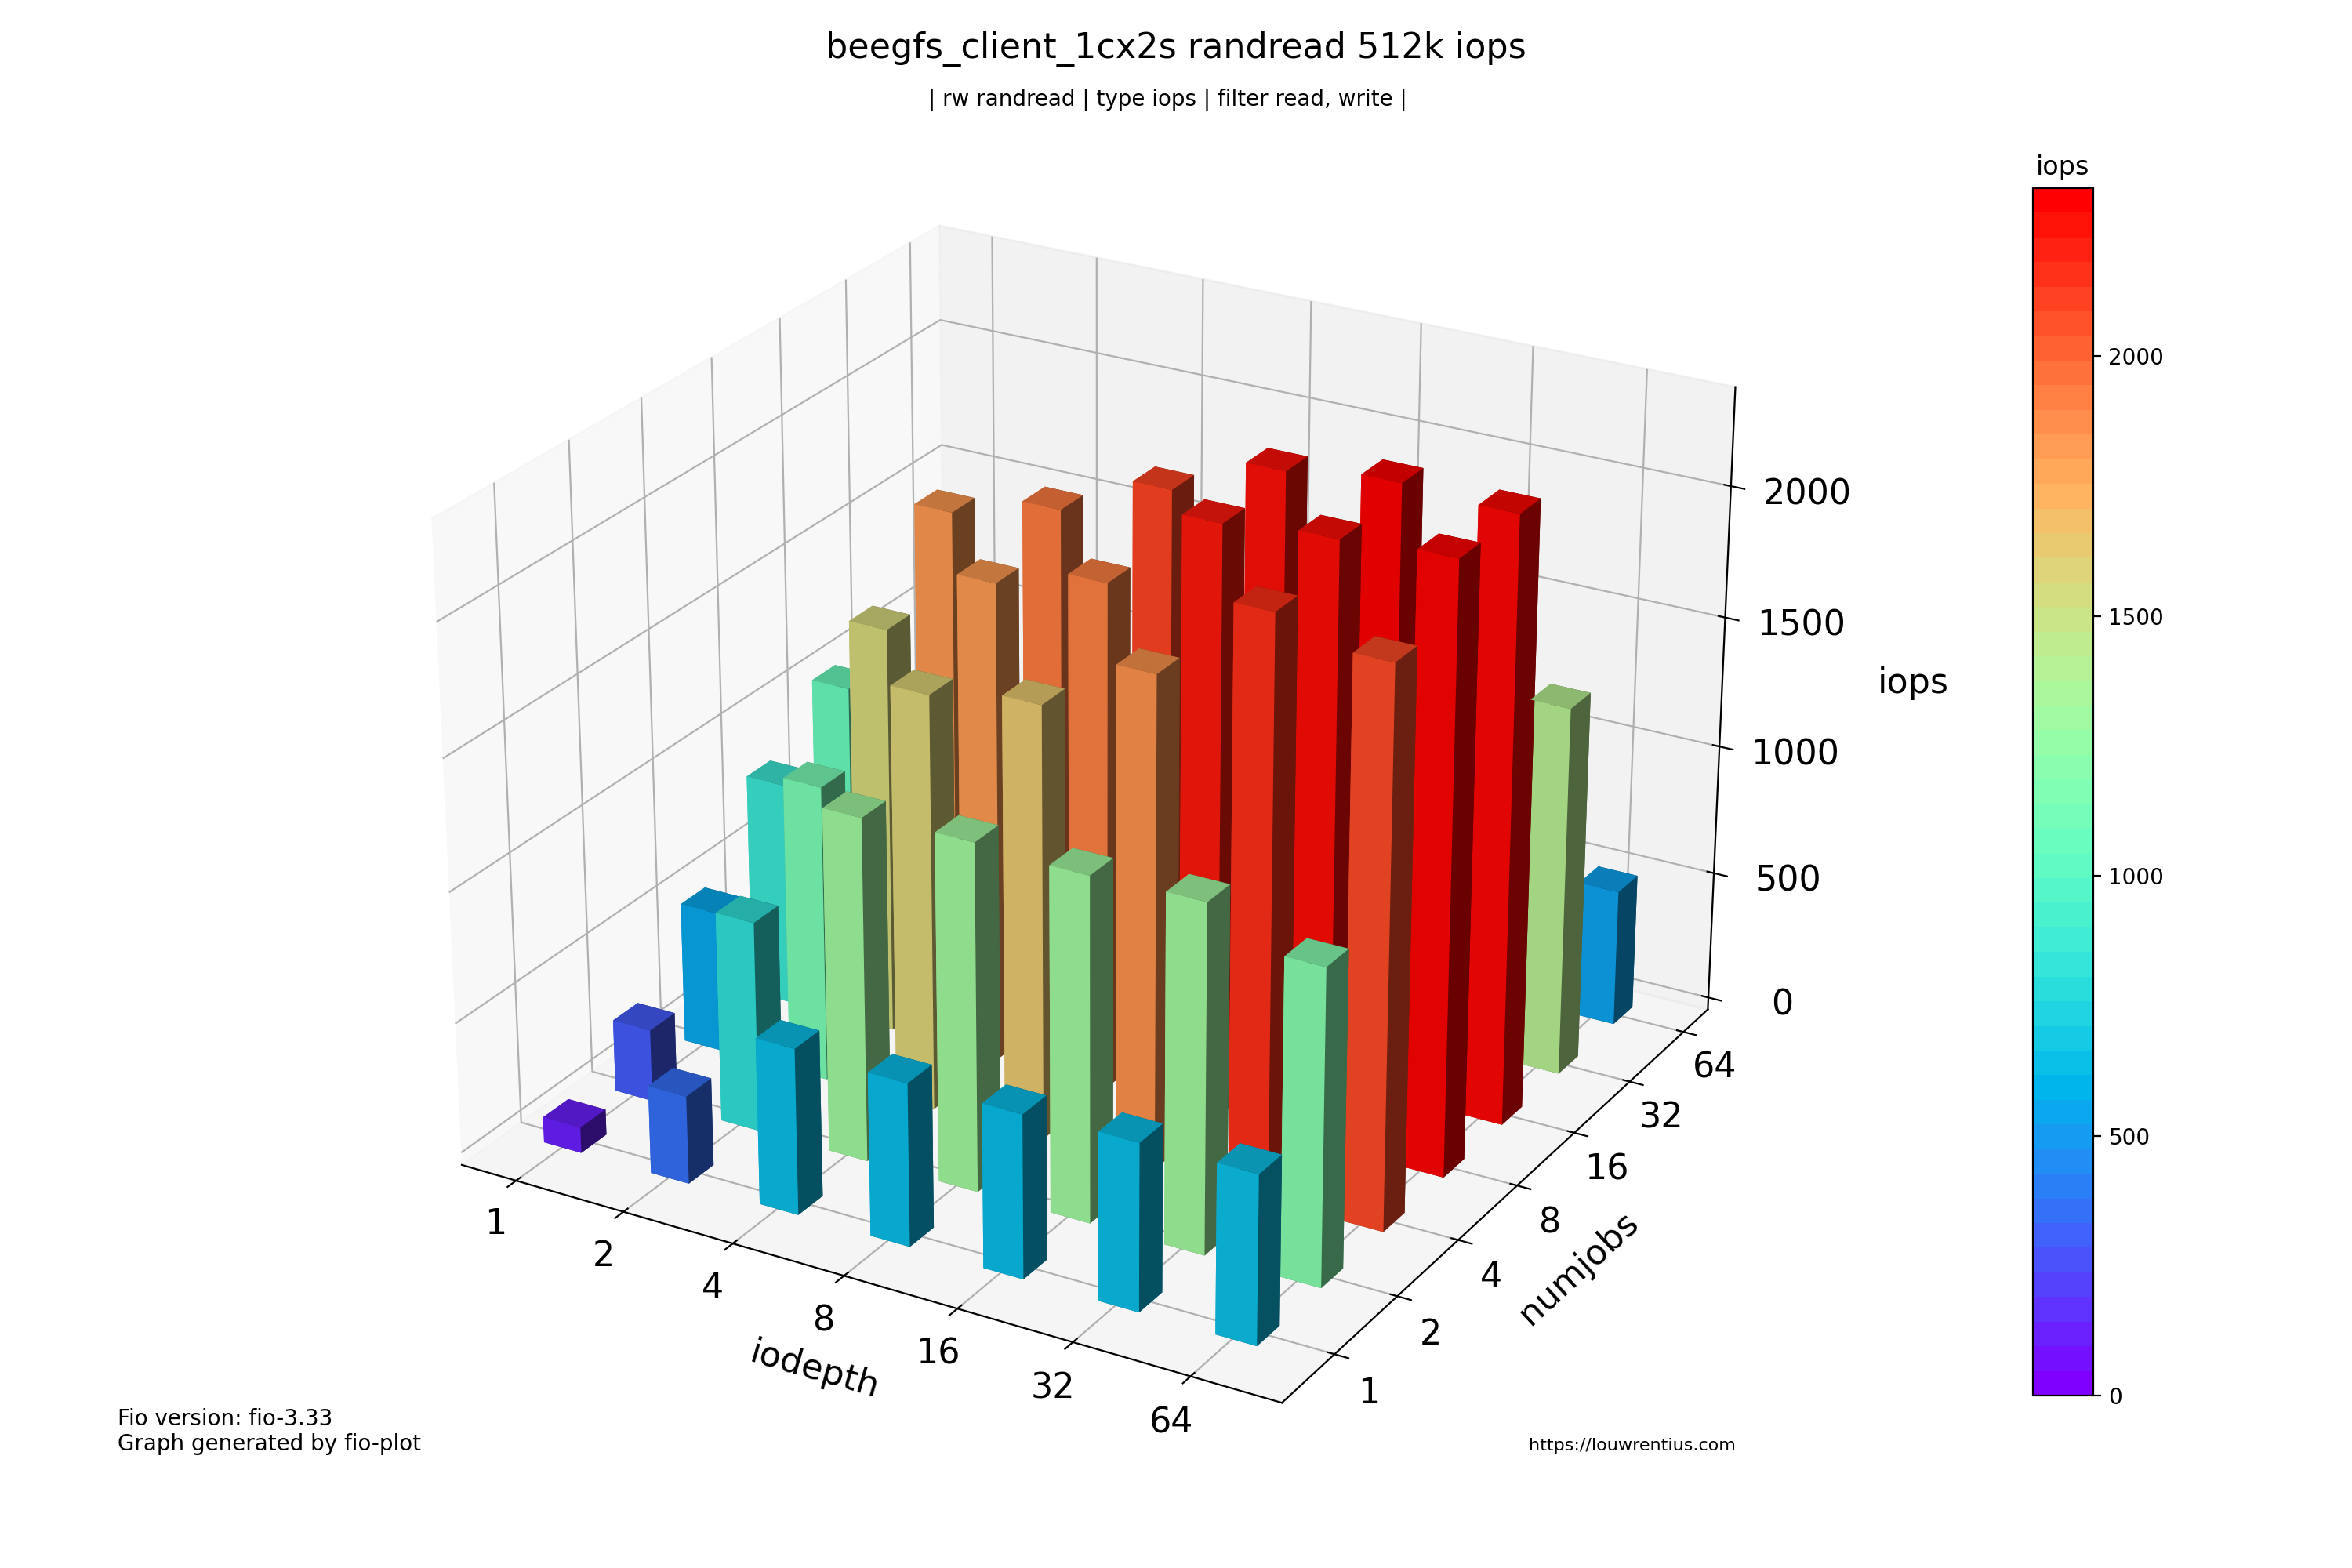 beegfs_client_1cx2s randread 512k iops
| rw randread | type iops | filter read, write |
iops
2000
1500
1000
500
0
2000
1500
1000
500
0
iops
1
2
4
8
16
32
64
iodepth
1
2
4
8
16
32
64
numjobs
Fio version: fio-3.33
Graph generated by fio-plot
https://louwrentius.com